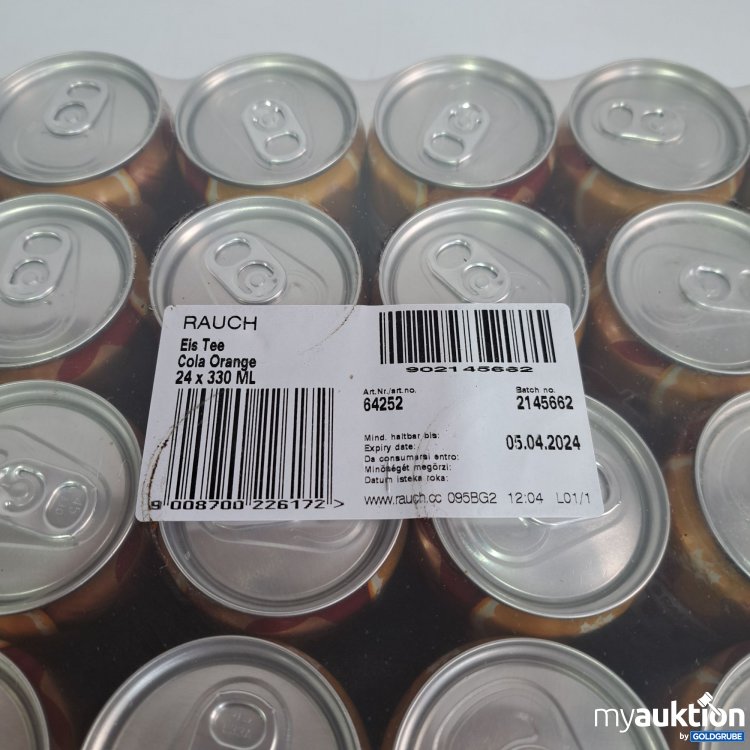 RAUCH
Eis Tee
Cola Orange
24 x 330 ML
9 008700 226172 >
902145662
Art.Nr./art.no.
64252
Batch no.
2145662
Mind. haltbar bis:
Expiry date:
Da consumarsi entro:
Minőségét megőrzi:
Datum isteka roka:
05.04.2024
www.rauch.cc 095BG2 12:04 L01/1
myauktion
by GOLDGRUBE